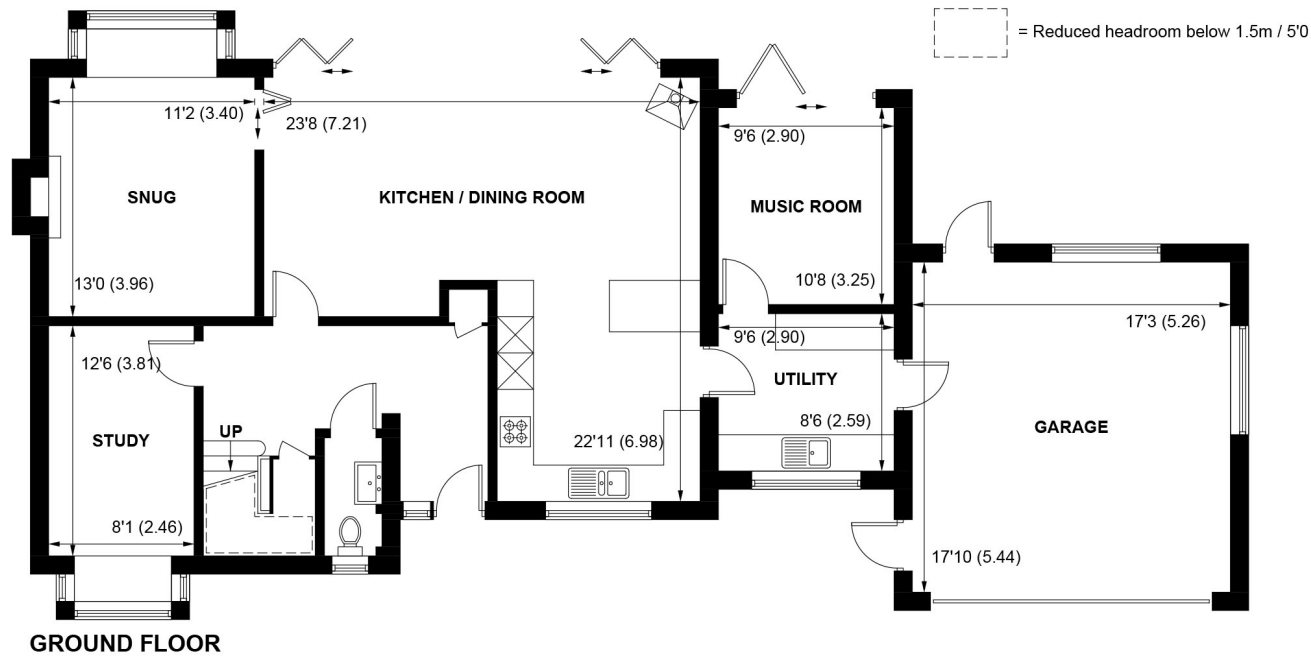 = Reduced headroom below 1.5m / 5'0
11'2 (3.40)
23'8 (7.21)
9'6 (2.90)
SNUG
KITCHEN / DINING ROOM
MUSIC ROOM
13'0 (3.96)
10'8 (3.25)
17'3 (5.26)
9'6 (2.90)
12'6 (3.81)
UTILITY
8'6 (2.59)
GARAGE
STUDY
UP
22'11 (6.98)
8'1 (2.46)
17'10 (5.44)
GROUND FLOOR